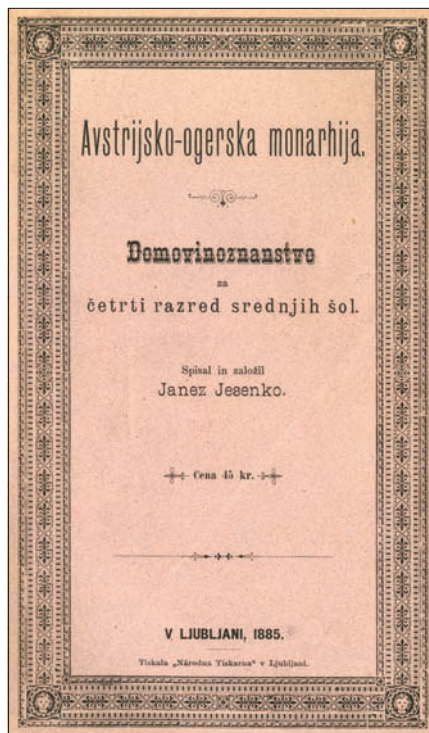 Avstrijsko-ogerska monarhija.
Domovinoznanstvo
za
četrti razred srednjih šol.
Spisal in založil
Janez Jesenko.
Cena 45 kr.
V LJUBLJANI, 1885.
Tiskala „Národna Tiskarna“ v Ljubljani.